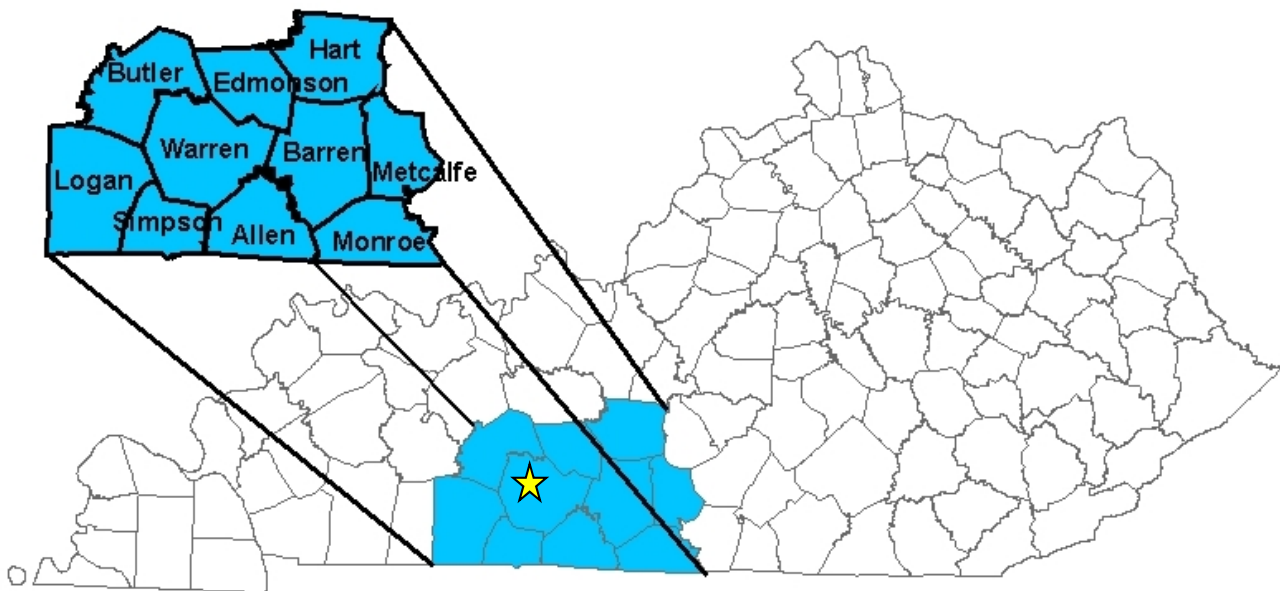 Hart
Butler
Edmonson
Warren
Barren
Metcalfe
Logan
Simpson
Allen
Monroe